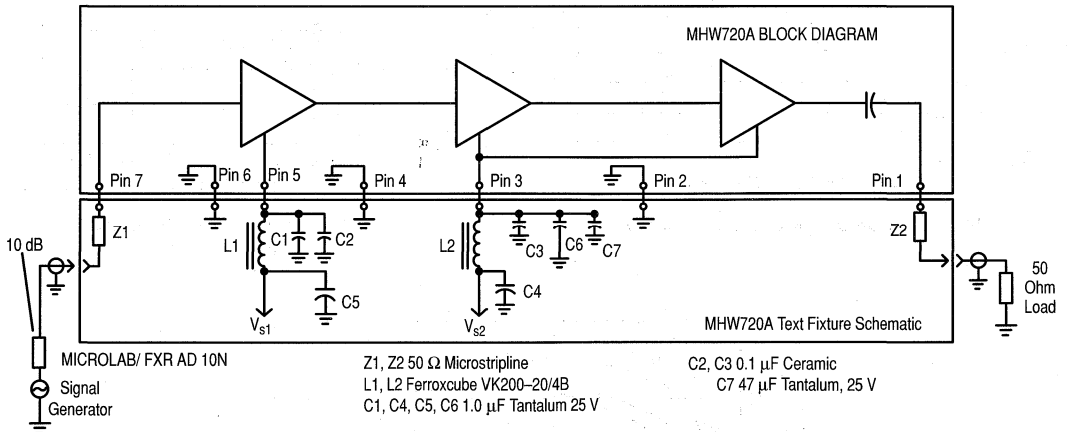 MHW720A BLOCK DIAGRAM
Pin 7
Pin 6
Pin 5
Pin 4
Pin 3
Pin 2
Pin 1
Z1
L1
C1
C2
L2
C3
C6
C7
Z2
10 dB
C5
C4
50
Ohm
Load
Vs1
Vs2
MHW720A Text Fixture Schematic
MICROLAB/ FXR AD 10N
Signal
Generator
Z1, Z2 50 Ω Microstripline
L1, L2 Ferroxcube VK200–20/4B
C1, C4, C5, C6 1.0 µF Tantalum 25 V
C2, C3 0.1 µF Ceramic
C7 47 µF Tantalum, 25 V